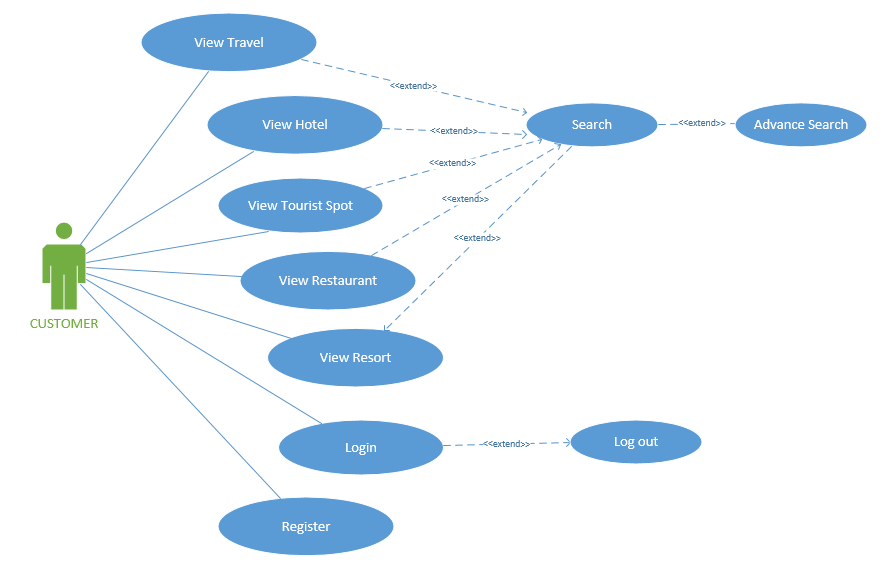 View Travel
<<extend>>
View Hotel
<<extend>>
Search
<<extend>>
Advance Search
<<extend>>
View Tourist Spot
<<extend>>
<<extend>>
View Restaurant
CUSTOMER
View Resort
Login
<<extend>>
Log out
Register